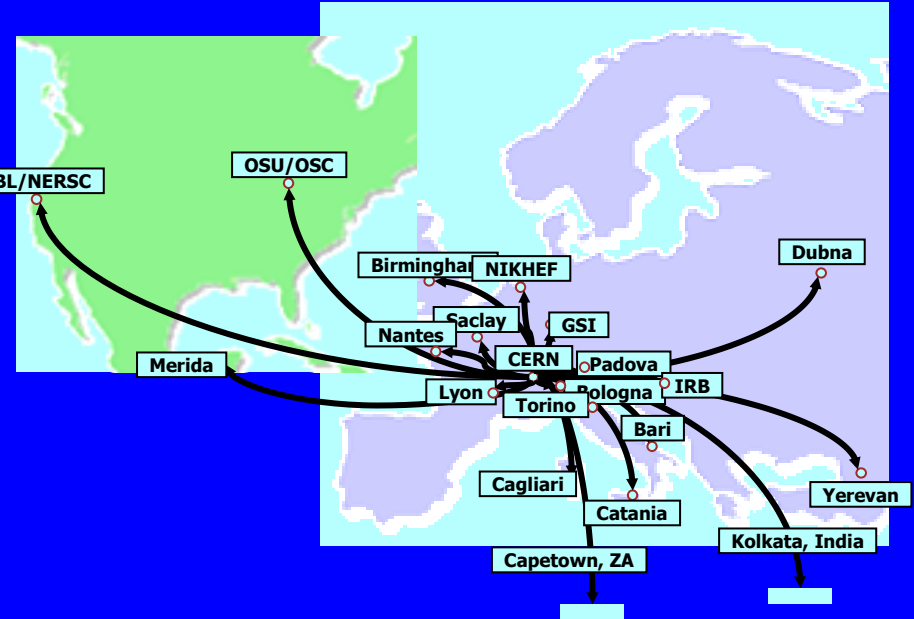 BL/NERSC
OSU/OSC
Dubna
Birmingham
NIKHEF
Saclay
GSI
Nantes
CERN
Padova
Merida
Lyon
Bologna
IRB
Torino
Bari
Cagliari
Catania
Yerevan
Kolkata, India
Capetown, ZA